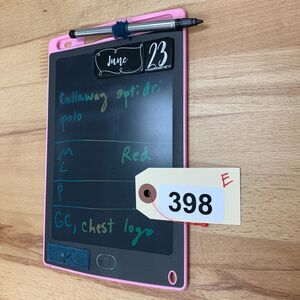 June 23
Callaway opti dri
polo
M Red
L
P
E
398
GC, chest logo